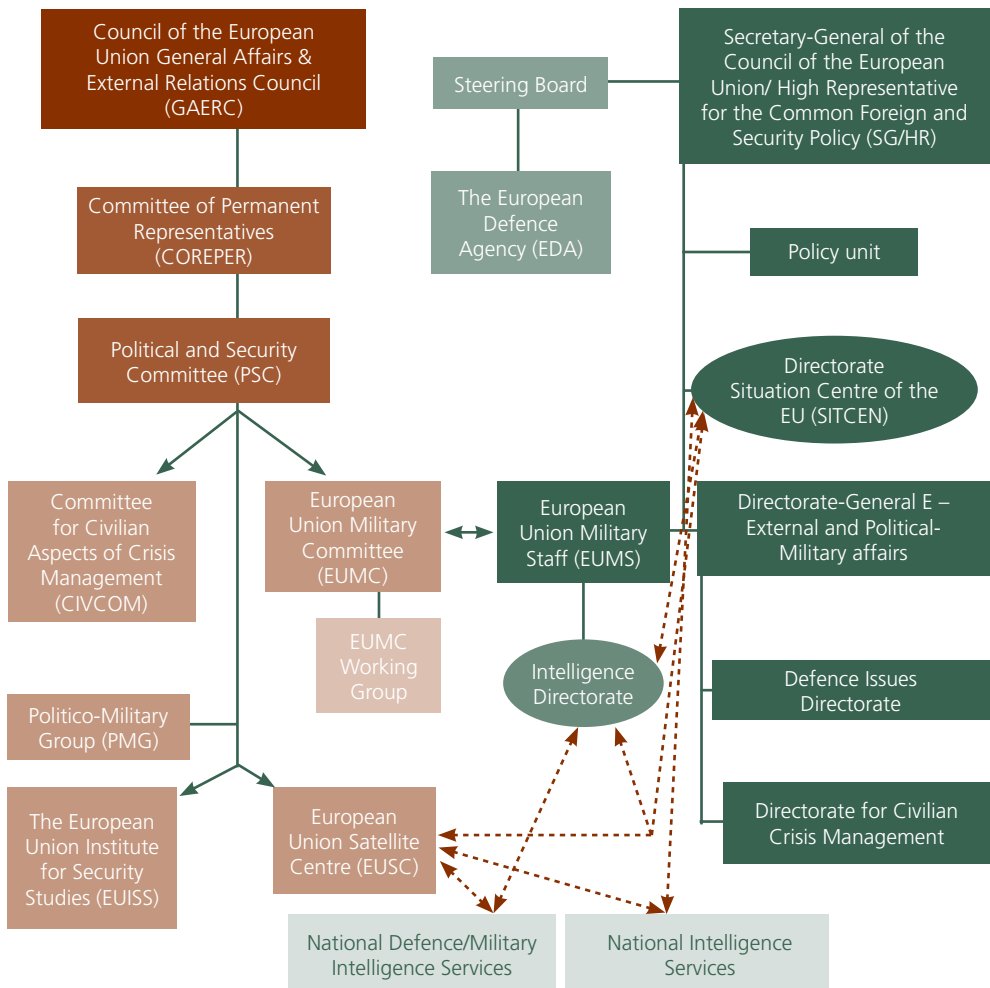 Council of the European
Union General Affairs &
External Relations Council
(GAERC)
Steering Board
Secretary-General of the
Council of the European
Union/ High Representative
for the Common Foreign and
Security Policy (SG/HR)
Committee of Permanent
Representatives
(COREPER)
The European
Defence
Agency (EDA)
Policy unit
Political and Security
Committee (PSC)
Directorate
Situation Centre of the
EU (SITCEN)
Committee
for Civilian
Aspects of Crisis
Management
(CIVCOM)
European
Union Military
Committee
(EUMC)
European
Union Military
Staff (EUMS)
Directorate-General E –
External and Political-
Military affairs
EUMC
Working
Group
Intelligence
Directorate
Defence Issues
Directorate
Politico-Military
Group (PMG)
The European
Union Institute
for Security
Studies (EUISS)
European
Union Satellite
Centre (EUSC)
Directorate for Civilian
Crisis Management
National Defence/Military
Intelligence Services
National Intelligence
Services